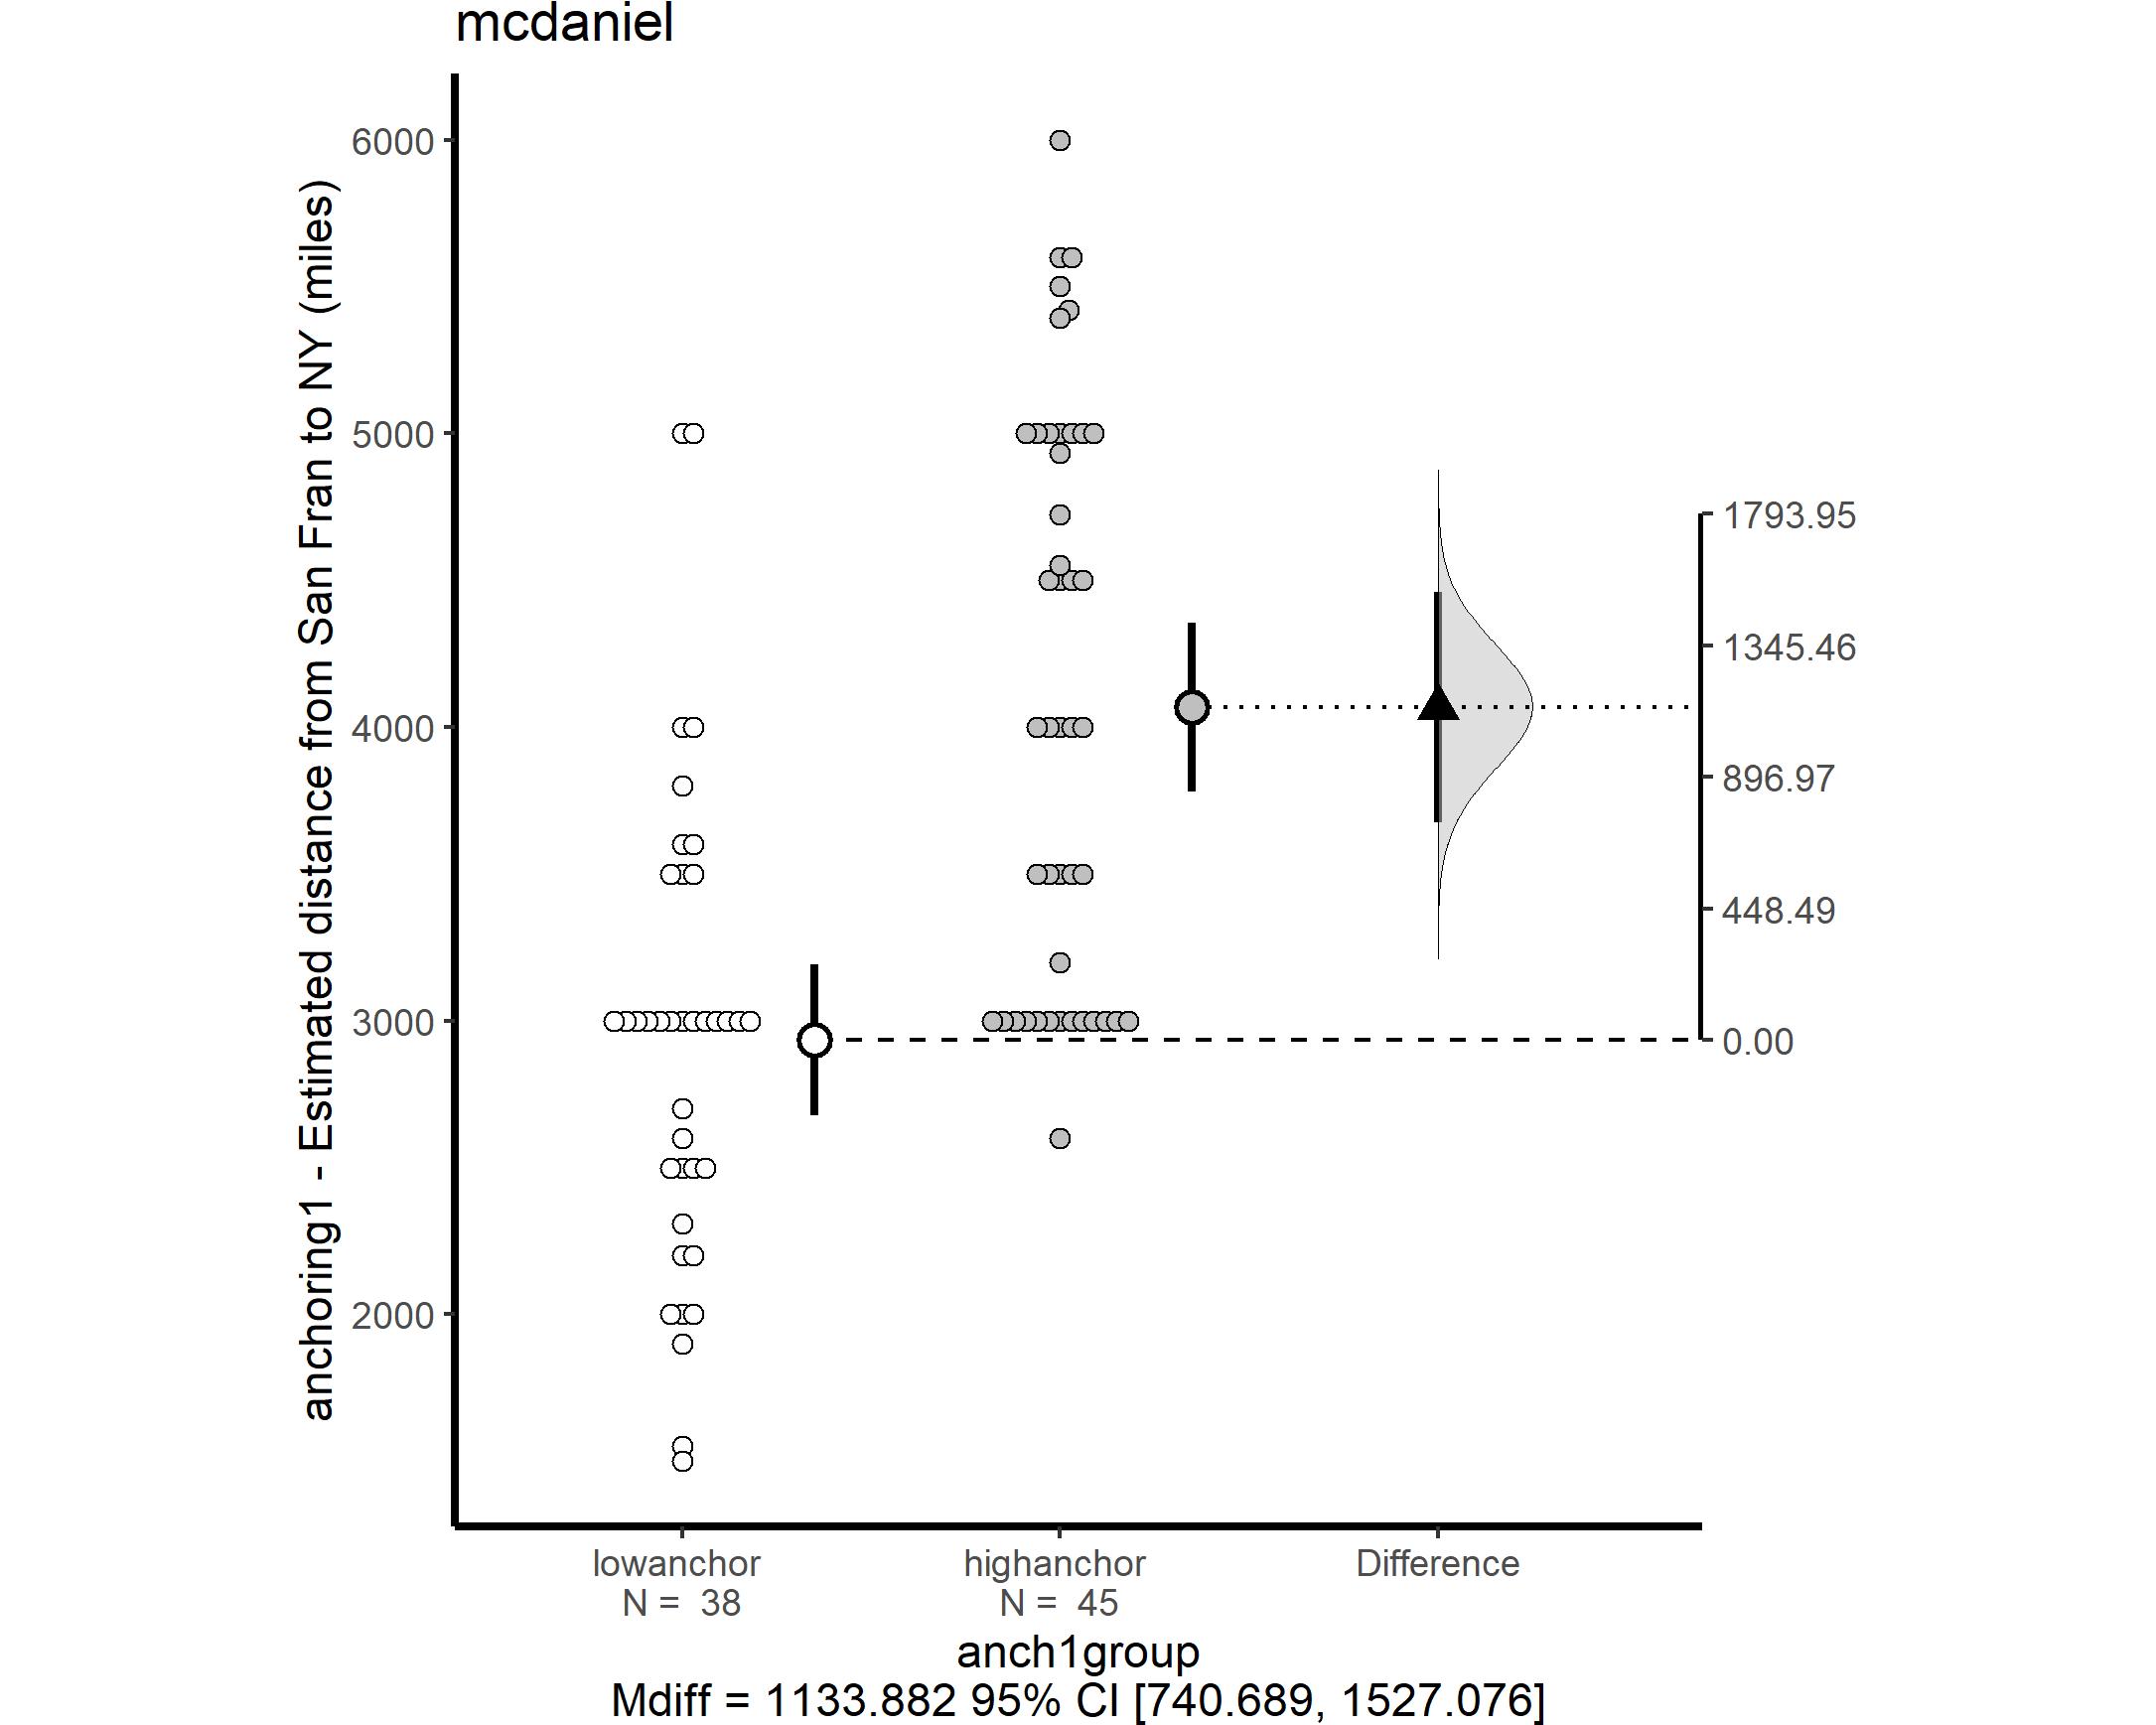 mcdaniel
anchoring1 - Estimated distance from San Fran to NY (miles)
6000
5000
4000
3000
2000
1793.95
1345.46
896.97
448.49
0.00
lowanchor
N =  38
highanchor
N =  45
Difference
anch1group
Mdiff = 1133.882 95% CI [740.689, 1527.076]